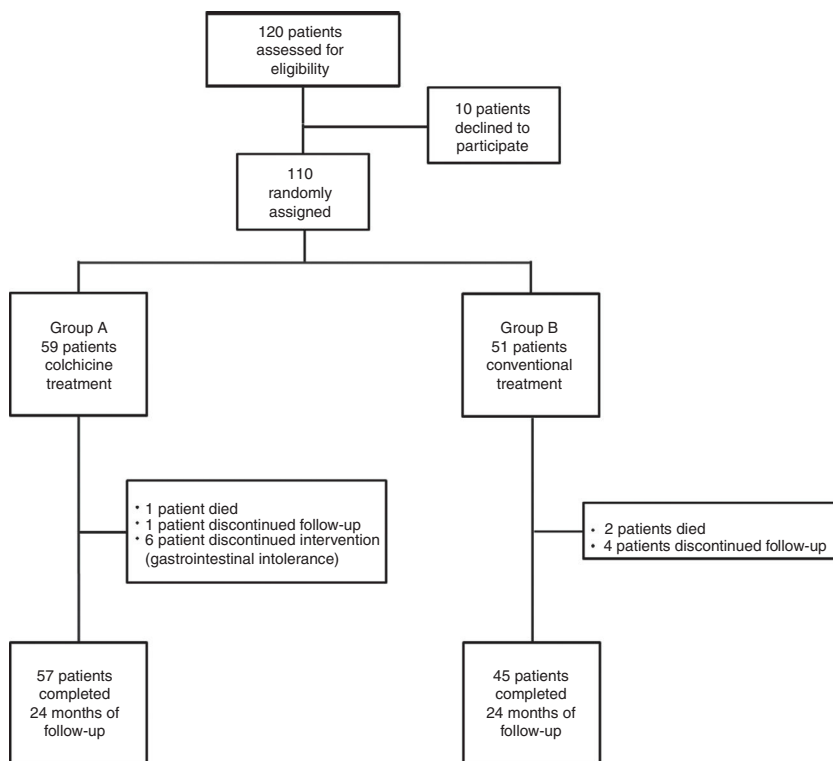 120 patients
assessed for
eligibility
10 patients
declined to
participate
110
randomly
assigned
Group A
59 patients
colchicine
treatment
Group B
51 patients
conventional
treatment
• 1 patient died
• 1 patient discontinued follow-up
• 6 patient discontinued intervention
(gastrointestinal intolerance)
• 2 patients died
• 4 patients discontinued follow-up
57 patients
completed
24 months of
follow-up
45 patients
completed
24 months of
follow-up